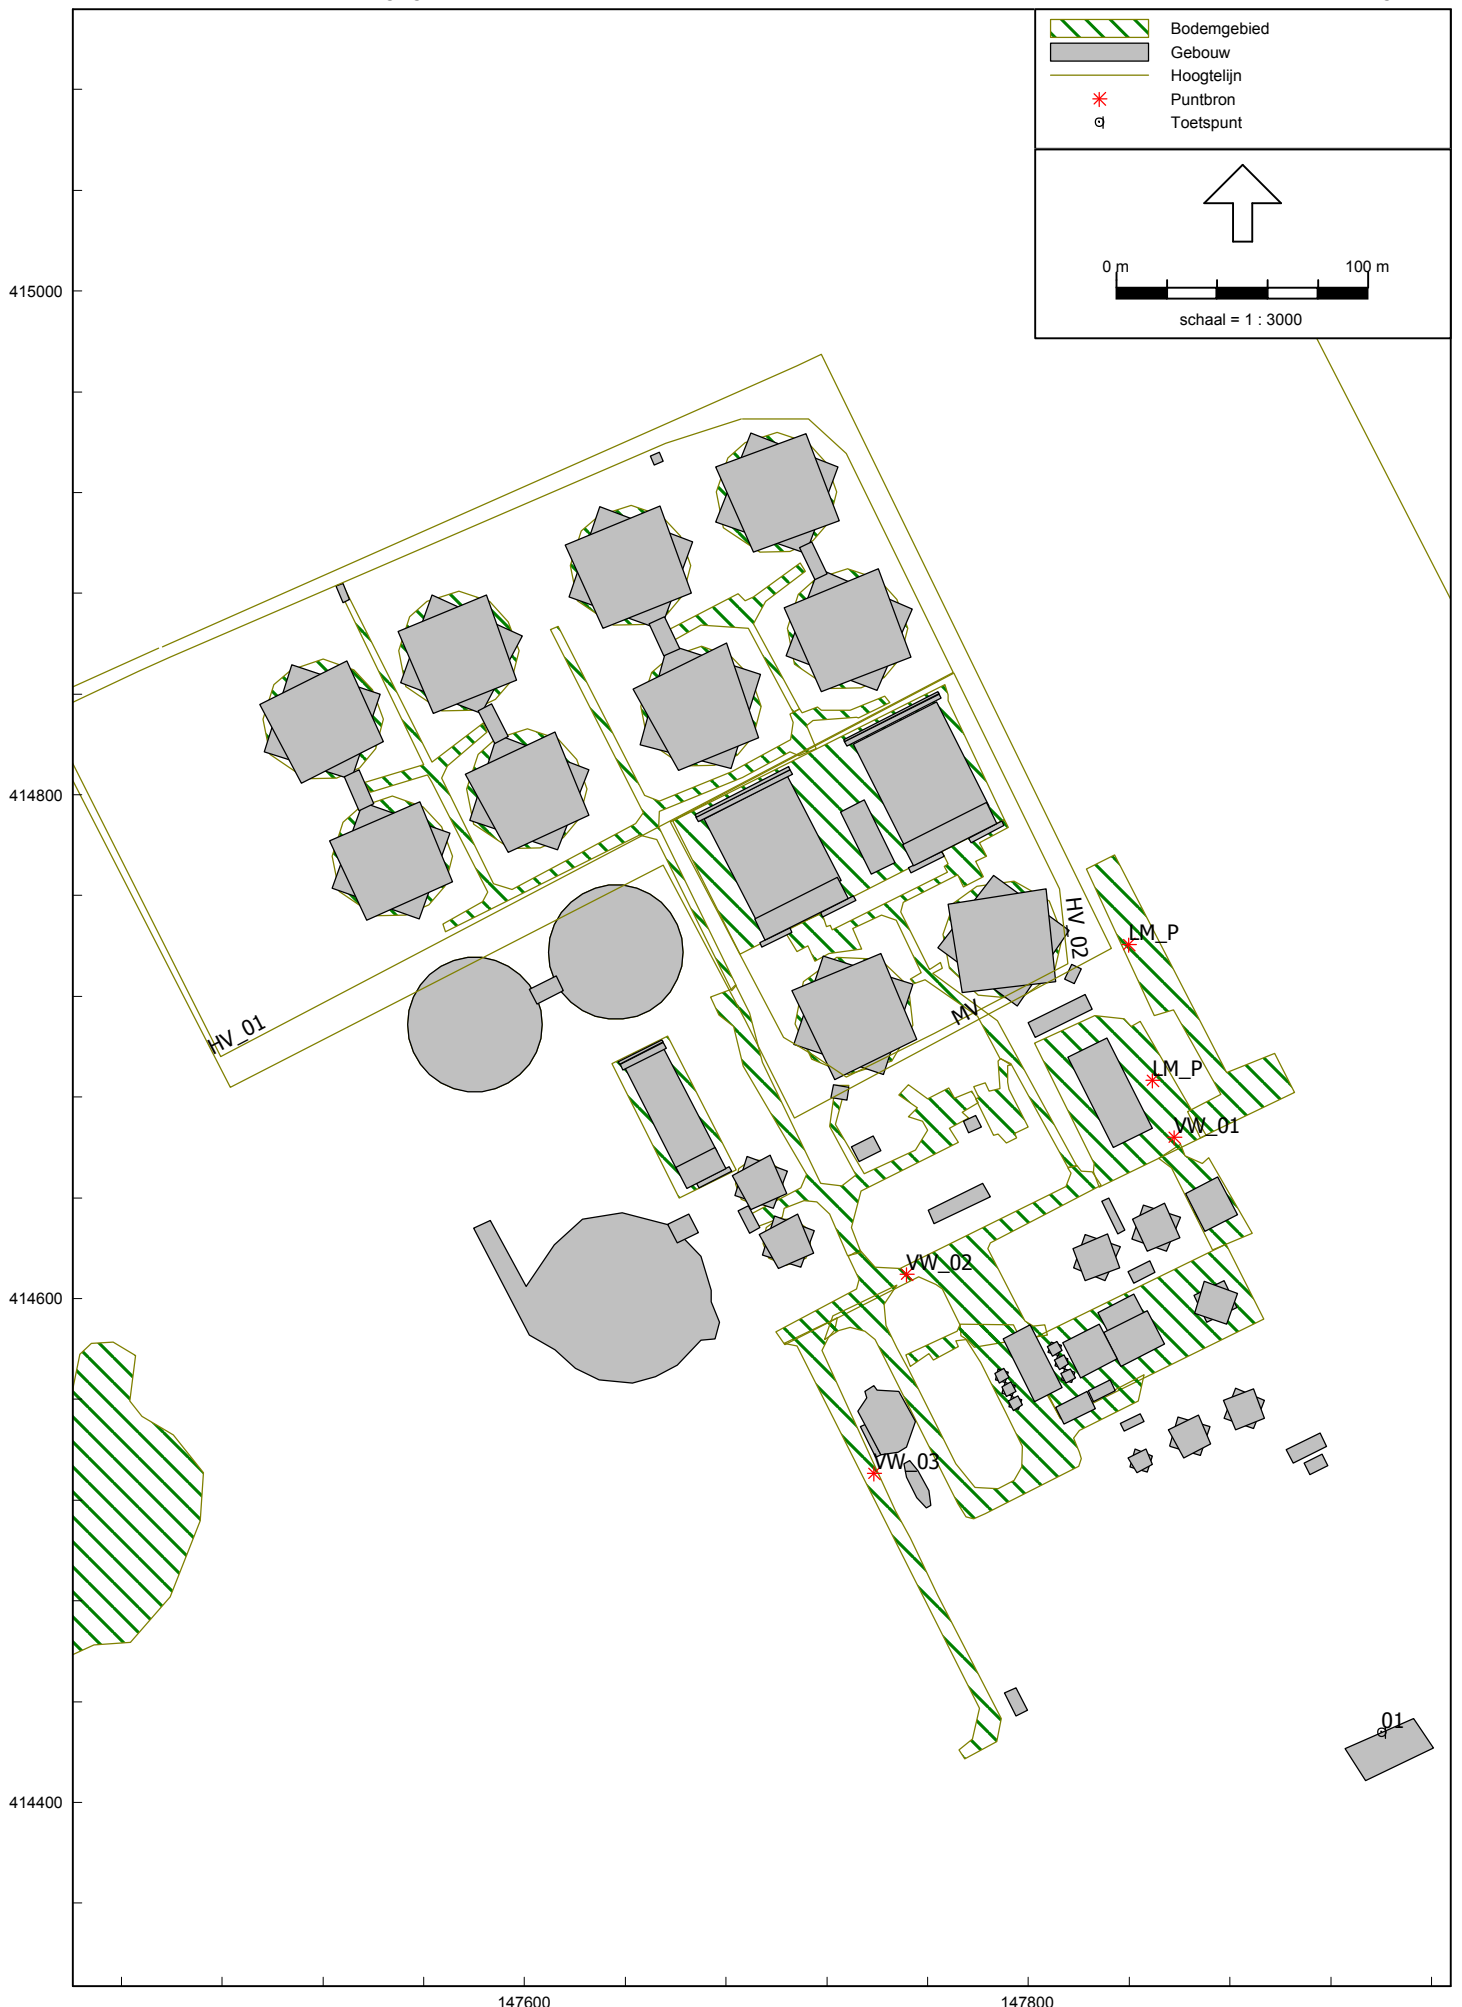 Bodemgebied
Gebouw
Hoogtelijn
Puntbron
Toetspunt
0 m
100 m
schaal = 1 : 3000
415000
414800
HV_02
LM_P
MV
HV_01
LM_P
VW_01
VW_02
414600
VW_03
01
414400
147600
147800